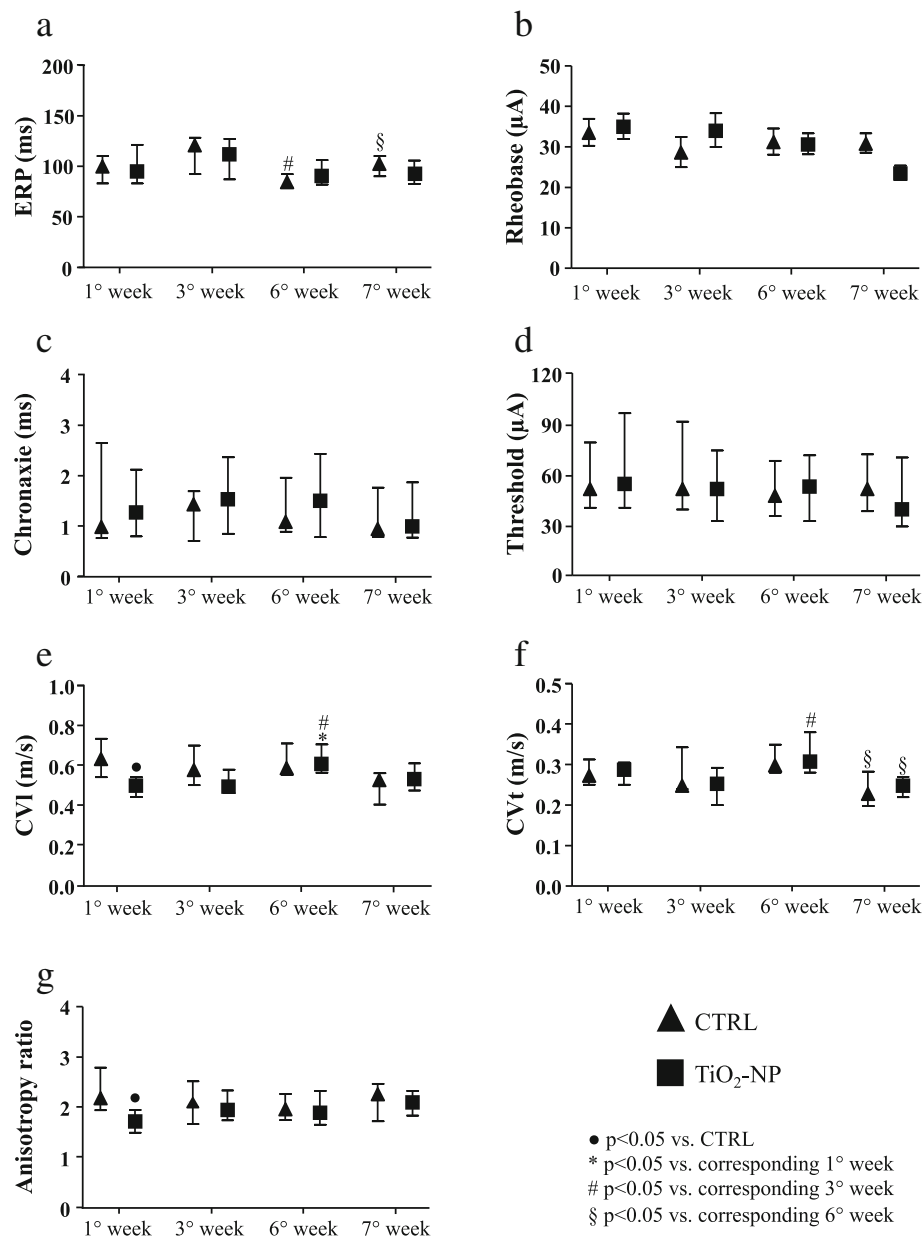 a
ERP (ms)
200
150
100
50
0
#
§
1° week 3° week 6° week 7° week
b
Rheobase (µA)
50
40
30
20
10
0
1° week 3° week 6° week 7° week
c
Chronaxie (ms)
4
3
2
1
0
1° week 3° week 6° week 7° week
d
Threshold (µA)
120
90
60
30
0
1° week 3° week 6° week 7° week
e
CVl (m/s)
1.0
0.8
0.6
0.4
0.2
0.0
•
#
*
1° week 3° week 6° week 7° week
f
CVt (m/s)
0.5
0.4
0.3
0.2
0.1
0.0
#
§ §
1° week 3° week 6° week 7° week
g
Anisotropy ratio
4
3
2
1
0
•
1° week 3° week 6° week 7° week
▲ CTRL
■ TiO₂-NP
• p<0.05 vs. CTRL
* p<0.05 vs. corresponding 1° week
# p<0.05 vs. corresponding 3° week
§ p<0.05 vs. corresponding 6° week